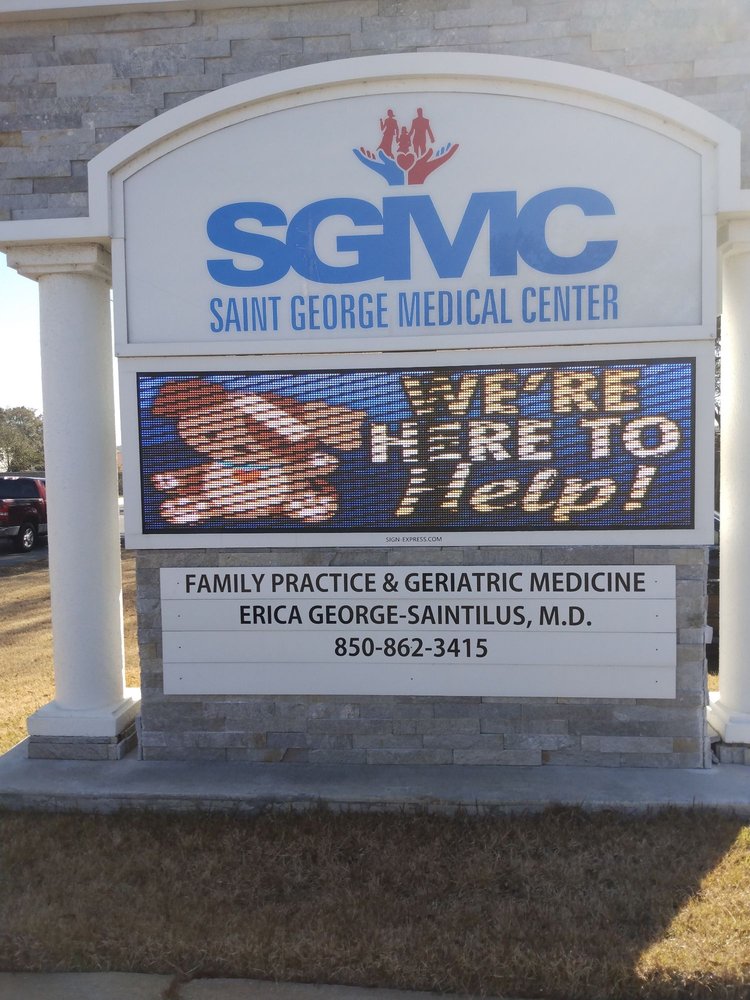 SGMC
SAINT GEORGE MEDICAL CENTER
WE'RE
HERE TO
Help!
SIGN-EXPRESS.COM
FAMILY PRACTICE & GERIATRIC MEDICINE
ERICA GEORGE-SAINTILUS, M.D.
850-862-3415